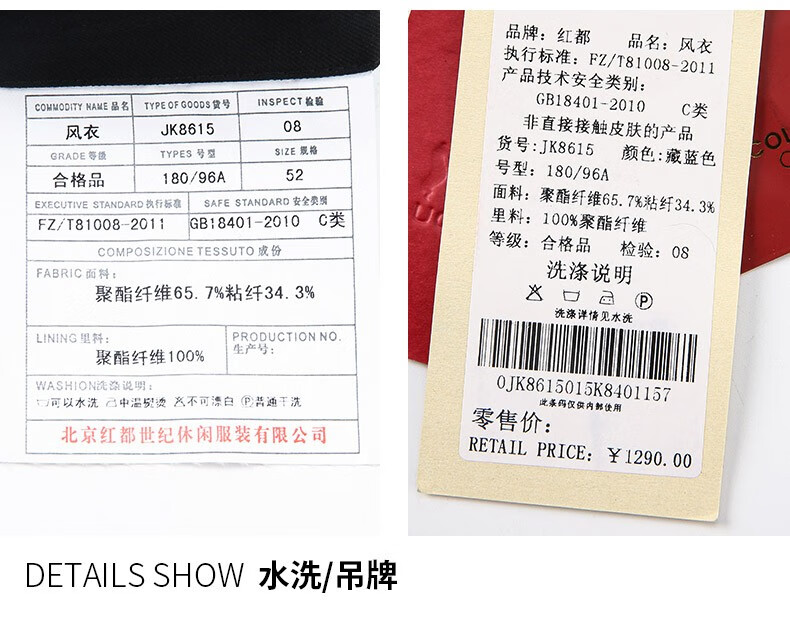 COMMODITY NAME 品名 TYPE OF GOODS 货号 INSPECT 检验
风衣 JK8615 08
GRADE 等级 TYPES 号型 SIZE 规格
合格品 180/96A 52
EXECUTIVE STANDARD 执行标准 SAFE STANDARD 安全类别
FZ/T81008-2011 GB18401-2010 C类
COMPOSIZIONE TESSUTO 成份
FABRIC 面料:
聚酯纤维65.7%粘纤34.3%
LINING 里料: PRODUCTION NO.
生产号:
聚酯纤维100%
WASHION洗涤说明:
可以水洗 中温熨烫 不可漂白 Ⓟ普通干洗
北京红都世纪休闲服装有限公司
品牌: 红都 品名: 风衣
执行标准: FZ/T81008-2011
产品技术安全类别:
GB18401-2010 C类
非直接接触皮肤的产品
货号:JK8615 颜色:藏蓝色
号型: 180/96A
面料: 聚酯纤维65.7%粘纤34.3%
里料: 100%聚酯纤维
等级: 合格品 检验: 08
洗涤说明
Ⓟ
洗涤详情见水洗
0JK8615015K8401157
此条码仅供内部使用
零售价:
RETAIL PRICE: ¥1290.00
DETAILS SHOW 水洗/吊牌